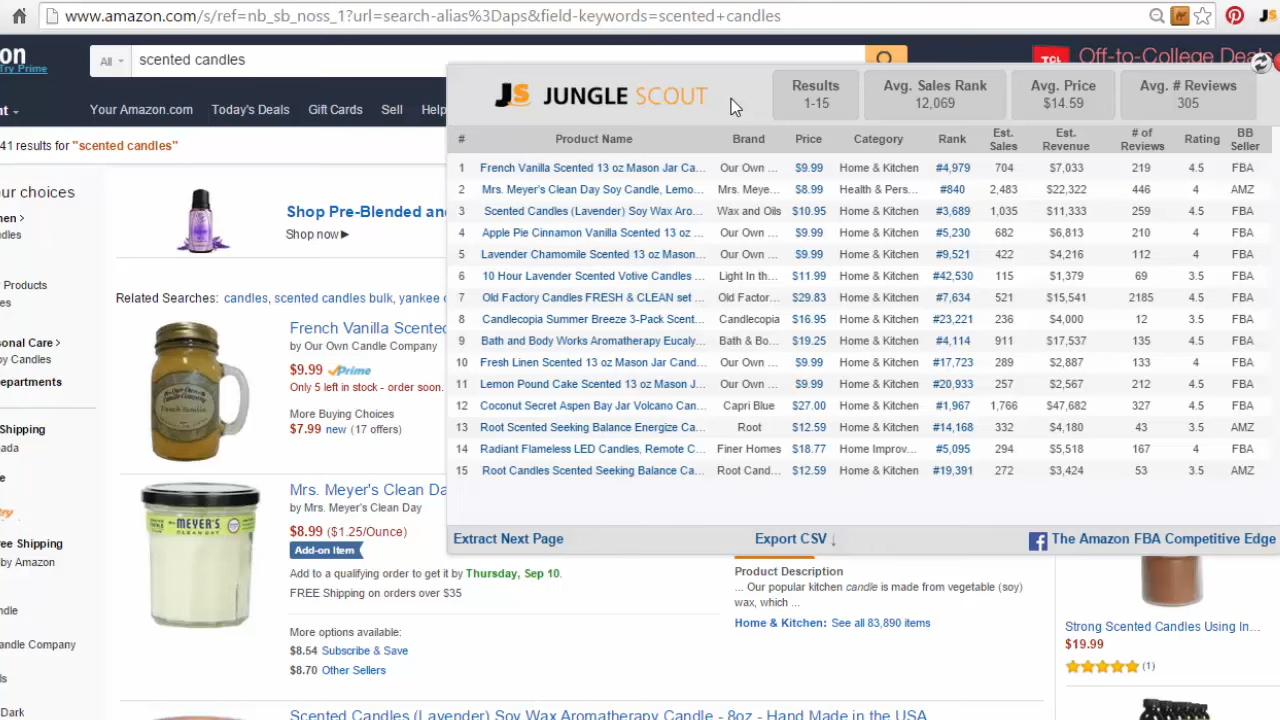 www.amazon.com/s/ref=nb_sb_noss_1?url=search-alias%3Daps&field-keywords=scented+candles
JS
on
Try Prime
All
scented candles
TCL
Off-to-College Deals
nt
Your Amazon.com
Today's Deals
Gift Cards
Sell
Help
41 results for "scented candles"
JS JUNGLE SCOUT
Results
1-15
Avg. Sales Rank
12,069
Avg. Price
$14.59
Avg. # Reviews
305
# Product Name Brand Price Category Rank Est. Sales Est. Revenue # of Reviews Rating BB Seller
1 French Vanilla Scented 13 oz Mason Jar Ca... Our Own ... $9.99 Home & Kitchen #4,979 704 $7,033 219 4.5 FBA
2 Mrs. Meyer's Clean Day Soy Candle, Lemo... Mrs. Meye... $8.99 Health & Pers... #840 2,483 $22,322 446 4 AMZ
3 Scented Candles (Lavender) Soy Wax Aro... Wax and Oils $10.95 Home & Kitchen #3,689 1,035 $11,333 259 4.5 FBA
4 Apple Pie Cinnamon Vanilla Scented 13 oz ... Our Own ... $9.99 Home & Kitchen #5,230 682 $6,813 210 4 FBA
5 Lavender Chamomile Scented 13 oz Mason... Our Own ... $9.99 Home & Kitchen #9,521 422 $4,216 112 4 FBA
6 10 Hour Lavender Scented Votive Candles ... Light In th... $11.99 Home & Kitchen #42,530 115 $1,379 69 3.5 FBA
7 Old Factory Candles FRESH & CLEAN set ... Old Factor... $29.83 Home & Kitchen #7,634 521 $15,541 2185 4.5 FBA
8 Candlecopia Summer Breeze 3-Pack Scent... Candlecopia $16.95 Home & Kitchen #23,221 236 $4,000 12 3.5 FBA
9 Bath and Body Works Aromatherapy Eucaly... Bath & Bo... $19.25 Home & Kitchen #4,114 911 $17,537 135 4.5 FBA
10 Fresh Linen Scented 13 oz Mason Jar Cand... Our Own ... $9.99 Home & Kitchen #17,723 289 $2,887 133 4 FBA
11 Lemon Pound Cake Scented 13 oz Mason J... Our Own ... $9.99 Home & Kitchen #20,933 257 $2,567 212 4 FBA
12 Coconut Secret Aspen Bay Jar Volcano Can... Capri Blue $27.00 Home & Kitchen #1,967 1,766 $47,682 327 4.5 FBA
13 Root Scented Seeking Balance Energize Ca... Root $12.59 Home & Kitchen #14,168 332 $4,180 43 3.5 AMZ
14 Radiant Flameless LED Candles, Remote C... Finer Homes $18.77 Home Improv... #5,095 294 $5,518 167 4 FBA
15 Root Candles Scented Seeking Balance Ca... Root Cand... $12.59 Home & Kitchen #19,391 272 $3,424 53 3.5 AMZ
Extract Next Page
Export CSV ↓
The Amazon FBA Competitive Edge
our choices
hen >
dles
Products
es
onal Care >
by Candles
epartments
Shipping
ada
e
ree Shipping
by Amazon
ndle
andle Company
ls
Dark
Shop Pre-Blended an
Shop now ▶
Related Searches: candles, scented candles bulk, yankee c
French Vanilla Scented
by Our Own Candle Company
$9.99 Prime
Only 5 left in stock - order soon.
More Buying Choices
$7.99 new (17 offers)
MRS. MEYER'S
CLEAN DAY
Mrs. Meyer's Clean Da
by Mrs. Meyer's Clean Day
$8.99 ($1.25/Ounce)
Add-on Item
Add to a qualifying order to get it by Thursday, Sep 10.
FREE Shipping on orders over $35
More options available:
$8.54 Subscribe & Save
$8.70 Other Sellers
Product Description
... Our popular kitchen candle is made from vegetable (soy)
wax, which ...
Home & Kitchen: See all 83,890 items
Strong Scented Candles Using In...
$19.99
(1)
Scented Candles (Lavender) Soy Wax Aromatherapy Candle - 8oz - Hand Made in the USA